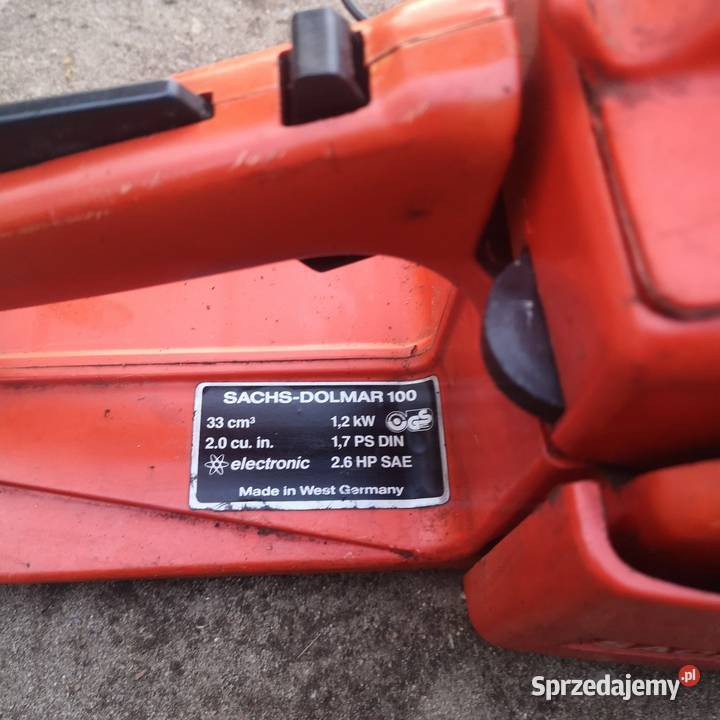 SACHS-DOLMAR 100
33 cm³ 1,2 kW GS
2.0 cu. in. 1,7 PS DIN
electronic 2.6 HP SAE
Made in West Germany
Sprzedajemy.pl